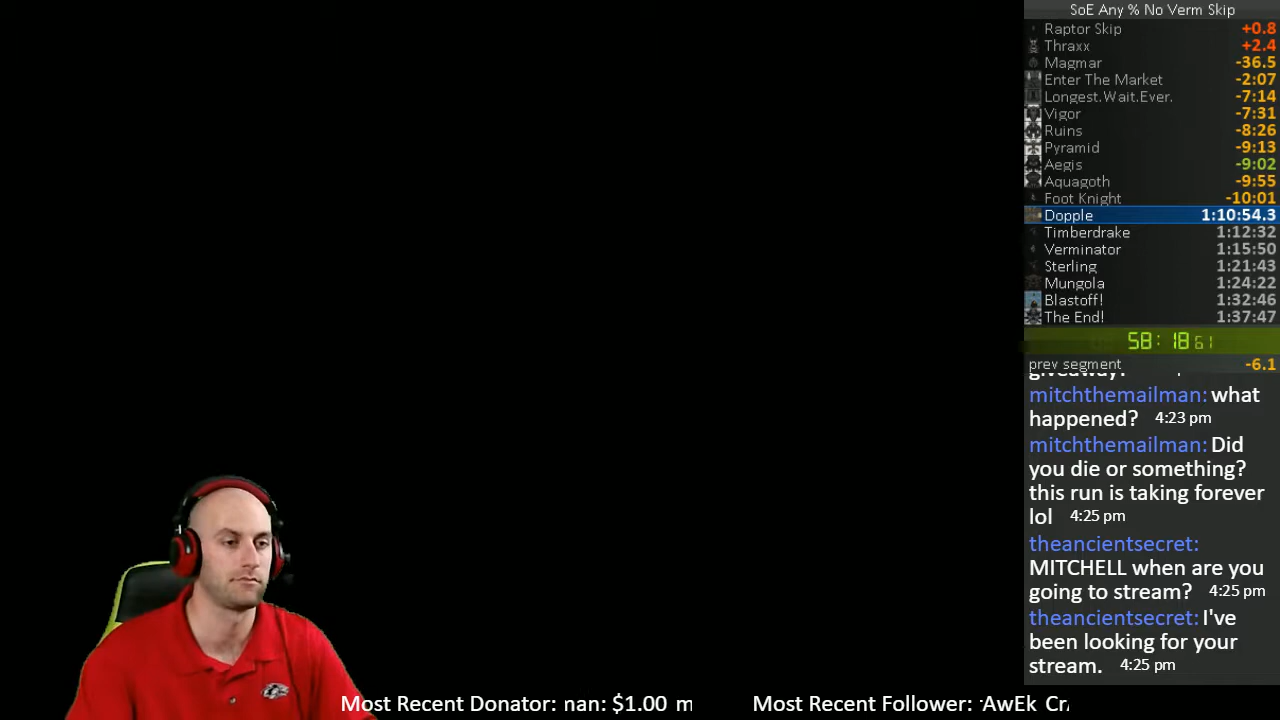 SoE Any % No Verm Skip
Raptor Skip +0.8
Thraxx +2.4
Magmar -36.5
Enter The Market -2:07
Longest.Wait.Ever. -7:14
Vigor -7:31
Ruins -8:26
Pyramid -9:13
Aegis -9:02
Aquagoth -9:55
Foot Knight -10:01
Dopple 1:10:54.3
Timberdrake 1:12:32
Verminator 1:15:50
Sterling 1:21:43
Mungola 1:24:22
Blastoff! 1:32:46
The End! 1:37:47
58:18 61
prev segment -6.1
giveaway?
mitchthemailman: what
happened? 4:23 pm
mitchthemailman: Did
you die or something?
this run is taking forever
lol 4:25 pm
theancientsecret:
MITCHELL when are you
going to stream? 4:25 pm
theancientsecret: I've
been looking for your
stream. 4:25 pm
Most Recent Donator: nan: $1.00 m Most Recent Follower: AwEk Cr